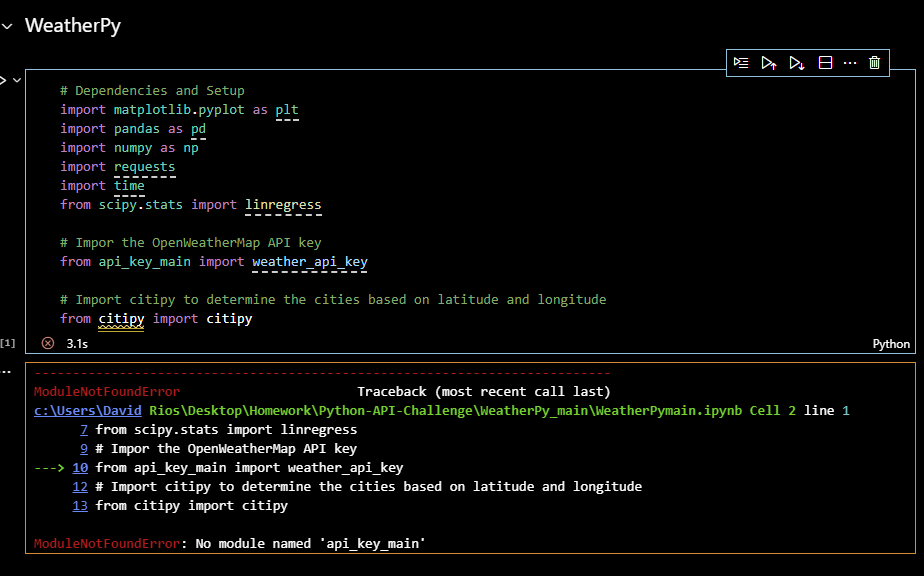 WeatherPy
# Dependencies and Setup
import matplotlib.pyplot as plt
import pandas as pd
import numpy as np
import requests
import time
from scipy.stats import linregress
# Impor the OpenWeatherMap API key
from api_key_main import weather_api_key
# Import citipy to determine the cities based on latitude and longitude
from citipy import citipy
[1] 3.1s Python
...
---------------------------------------------------------------------------
ModuleNotFoundError Traceback (most recent call last)
c:\Users\David Rios\Desktop\Homework\Python-API-Challenge\WeatherPy_main\WeatherPymain.ipynb Cell 2 line 1
7 from scipy.stats import linregress
9 # Impor the OpenWeatherMap API key
---> 10 from api_key_main import weather_api_key
12 # Import citipy to determine the cities based on latitude and longitude
13 from citipy import citipy
ModuleNotFoundError: No module named 'api_key_main'